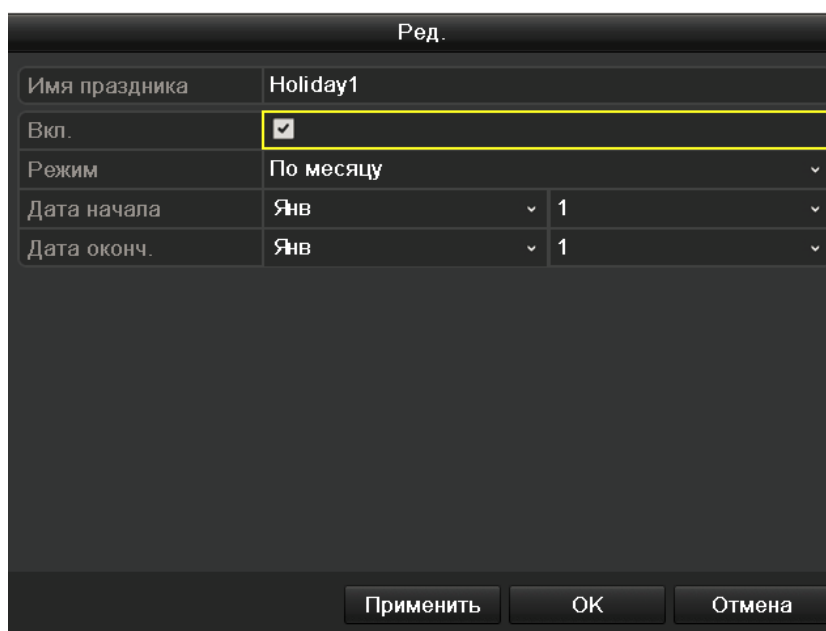 Ред.
Имя праздника Holiday1
Вкл.
Режим По месяцу
Дата начала Янв 1
Дата оконч. Янв 1
Применить OK Отмена